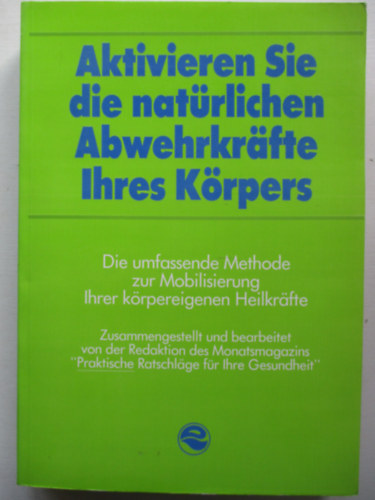 Aktivieren Sie
die natürlichen
Abwehrkräfte
Ihres Körpers
Die umfassende Methode
zur Mobilisierung
Ihrer körpereigenen Heilkräfte
Zusammengestellt und bearbeitet
von der Redaktion des Monatsmagazins
"Praktische Ratschläge für Ihre Gesundheit"